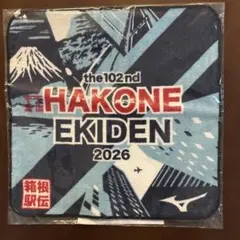 the 102nd
HAKONE
EKIDEN
2026
箱根
駅伝